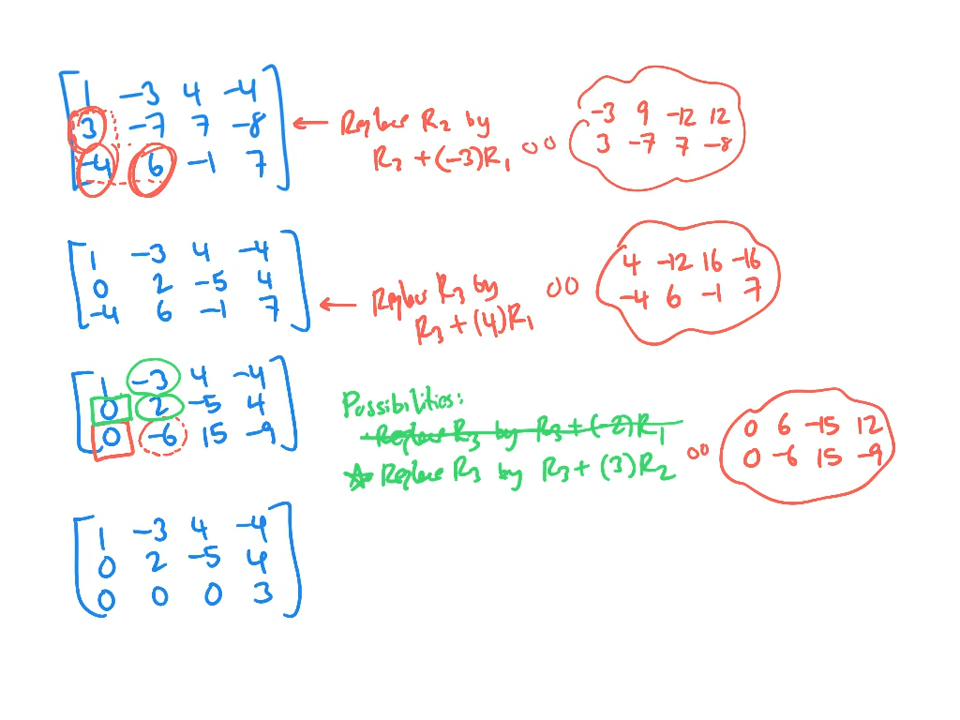 1 -3 4 -4
3 -7 7 -8
-4 6 -1 7
← Replace R2 by
R2 + (-3)R1
-3 9 -12 12
3 -7 7 -8
1 -3 4 -4
0 2 -5 4
-4 6 -1 7
← Replace R3 by
R3 + (4)R1
4 -12 16 -16
-4 6 -1 7
1 -3 4 -4
0 2 -5 4
0 -6 15 -9
Possibilities:
- Replace R3 by R3 + (-2)R1
☆ Replace R3 by R3 + (3)R2
0 6 -15 12
0 -6 15 -9
1 -3 4 -4
0 2 -5 4
0 0 0 3